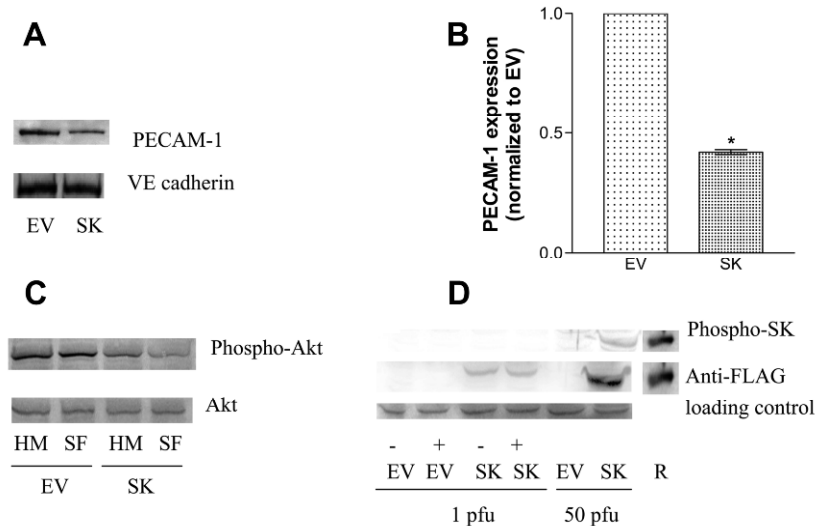 A
PECAM-1
VE cadherin
EV SK
B
PECAM-1 expression
(normalized to EV)
1.0
0.5
0.0
*
EV SK
C
Phospho-Akt
Akt
HM SF HM SF
EV SK
D
Phospho-SK
Anti-FLAG
loading control
- + - +
EV EV SK SK EV SK R
1 pfu 50 pfu